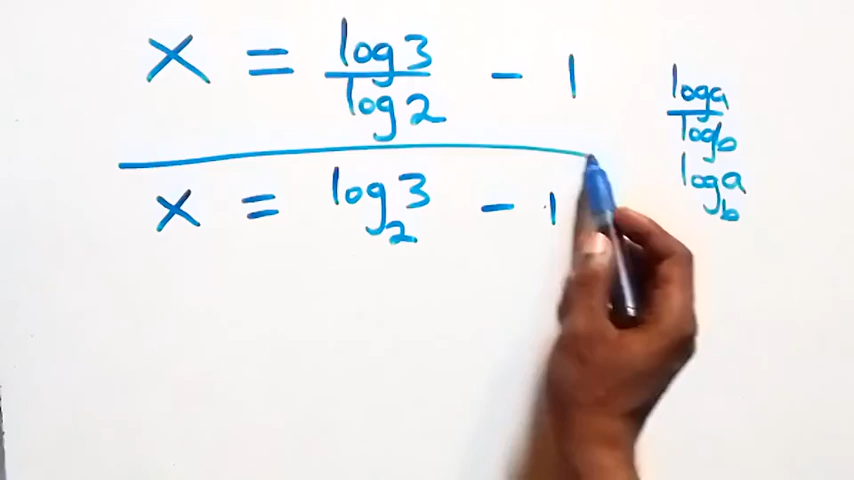 x = log3/log2 - 1
x = log₂3 - 1
loga/logb
log_b a